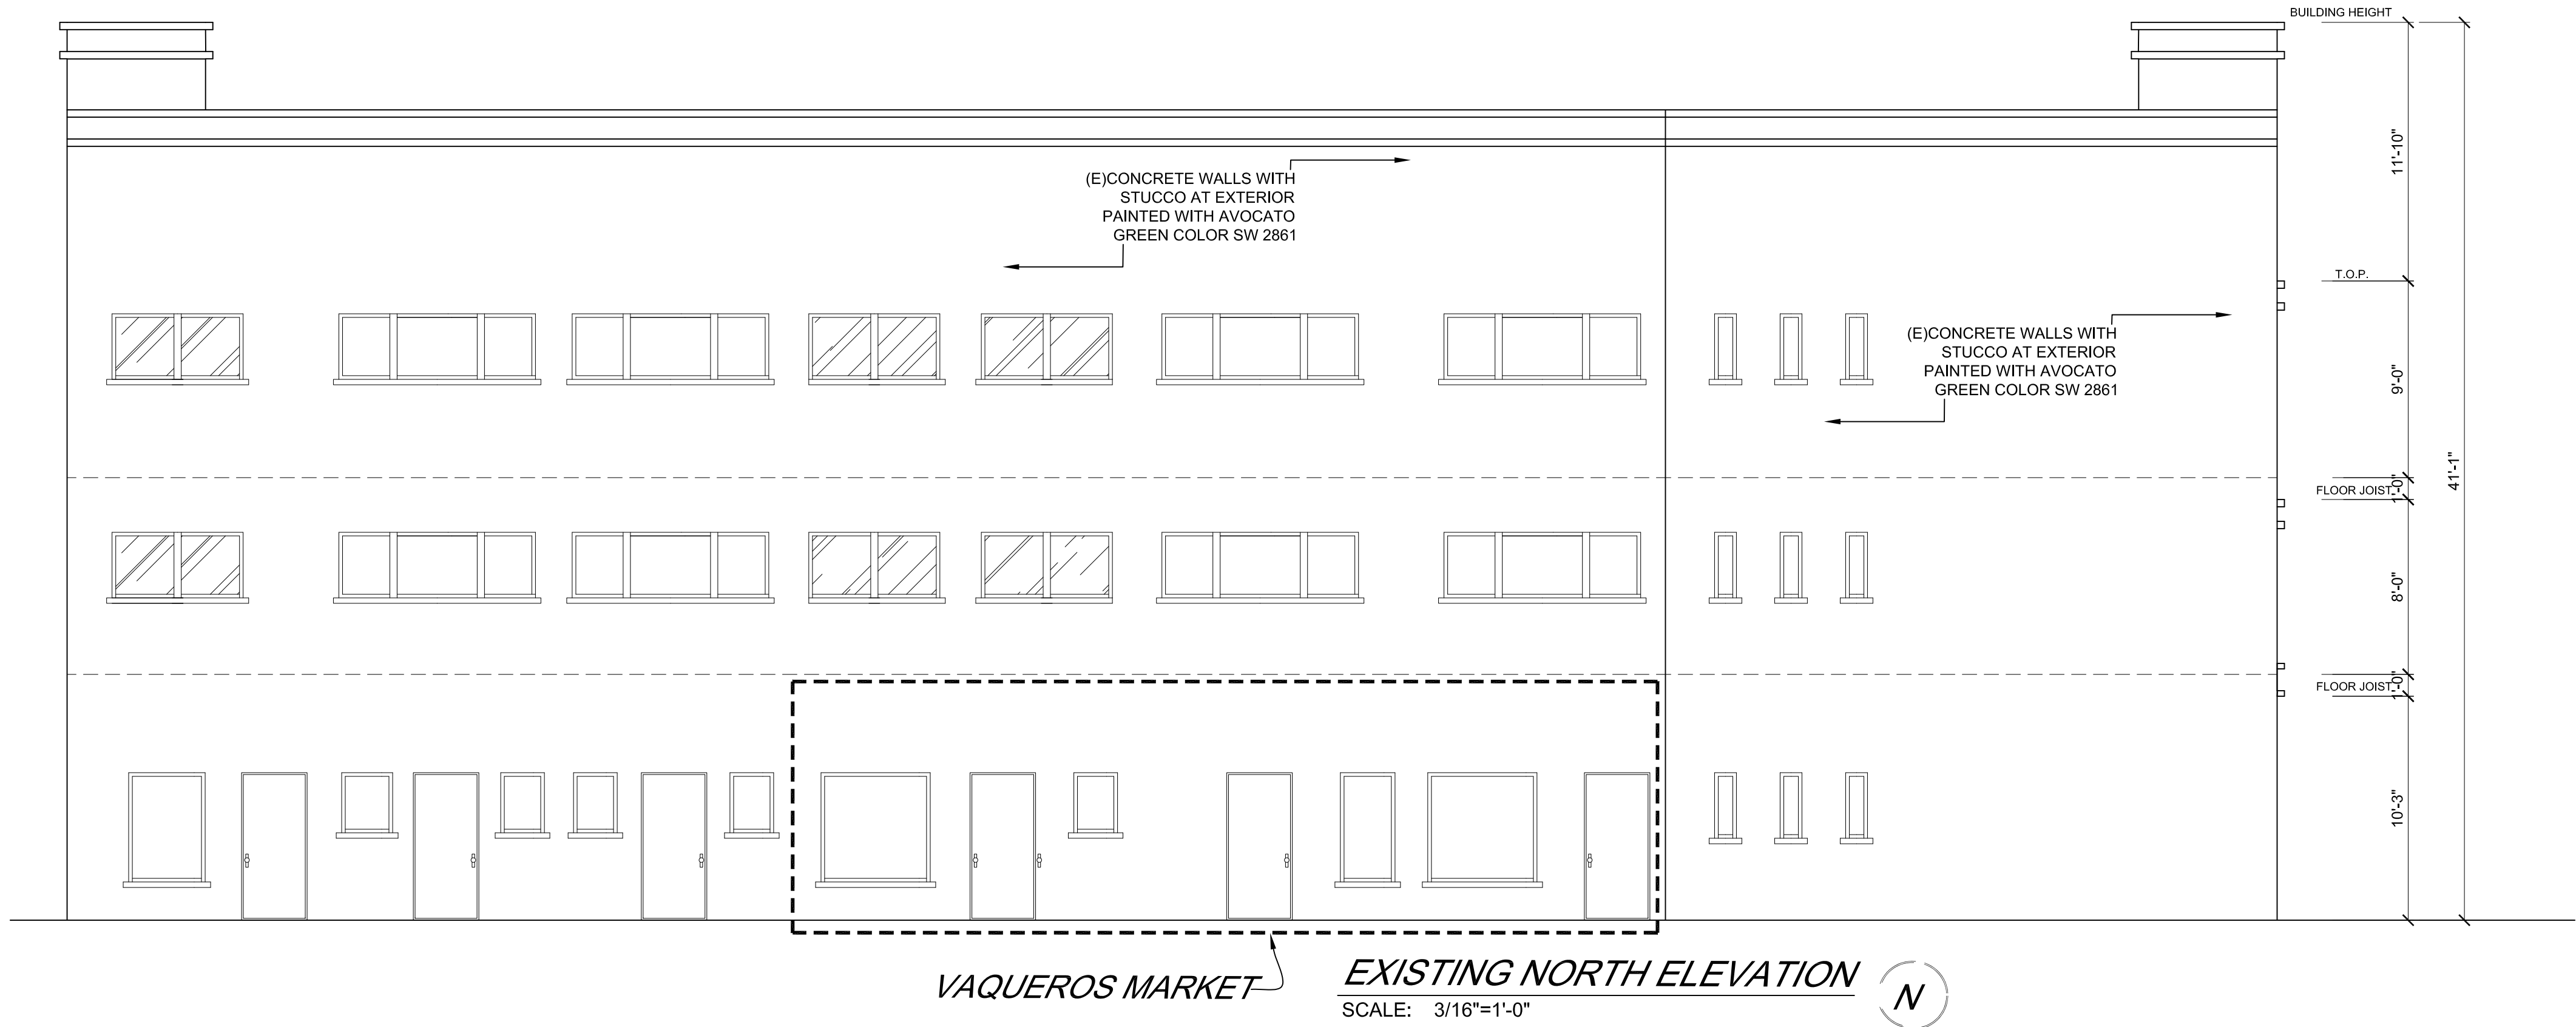 BUILDING HEIGHT
11'-10"
(E)CONCRETE WALLS WITH
STUCCO AT EXTERIOR
PAINTED WITH AVOCATO
GREEN COLOR SW 2861
T.O.P.
(E)CONCRETE WALLS WITH
STUCCO AT EXTERIOR
PAINTED WITH AVOCATO
GREEN COLOR SW 2861
9'-0"
41'-1"
FLOOR JOIST
1'-0"
8'-0"
FLOOR JOIST
1'-0"
10'-3"
VAQUEROS MARKET
EXISTING NORTH ELEVATION
N
SCALE: 3/16"=1'-0"